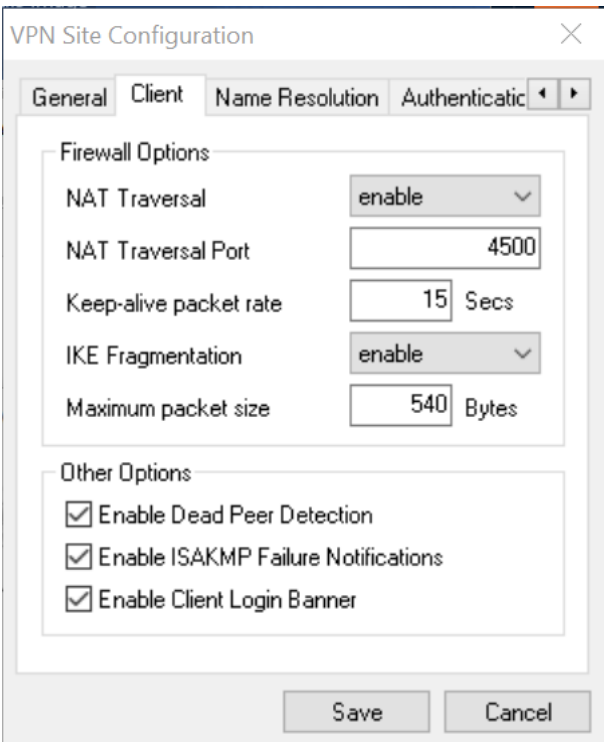 VPN Site Configuration
General Client Name Resolution Authenticatic
Firewall Options
NAT Traversal enable
NAT Traversal Port 4500
Keep-alive packet rate 15 Secs
IKE Fragmentation enable
Maximum packet size 540 Bytes
Other Options
Enable Dead Peer Detection
Enable ISAKMP Failure Notifications
Enable Client Login Banner
Save Cancel